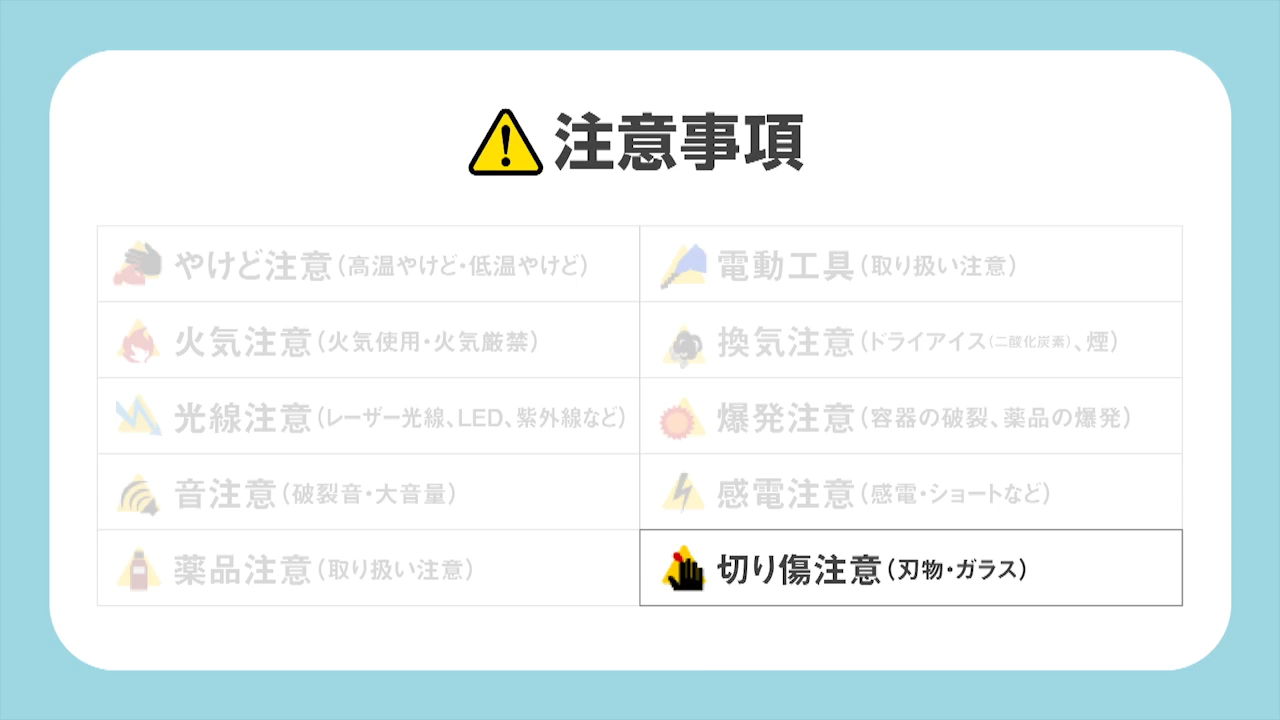 注意事項
やけど注意(高温やけど・低温やけど)
電動工具(取り扱い注意)
火気注意(火気使用・火気厳禁)
換気注意(ドライアイス(二酸化炭素)、煙)
光線注意(レーザー光線、LED、紫外線など)
爆発注意(容器の破裂、薬品の爆発)
音注意(破裂音・大音量)
感電注意(感電・ショートなど)
薬品注意(取り扱い注意)
切り傷注意(刃物・ガラス)